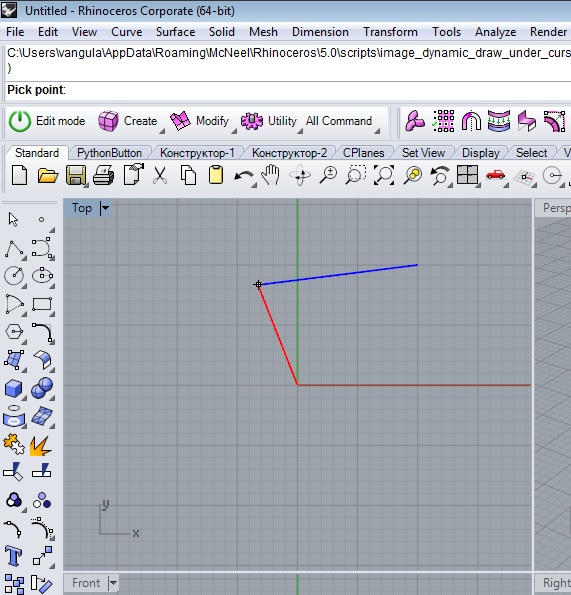 Untitled - Rhinoceros Corporate (64-bit)
File Edit View Curve Surface Solid Mesh Dimension Transform Tools Analyze Render
C:\Users\vangula\AppData\Roaming\McNeel\Rhinoceros\5.0\scripts\image_dynamic_draw_under_curs
)
Pick point:
Edit mode Create Modify Utility All Command
Standard PythonButton Конструктор-1 Конструктор-2 CPlanes Set View Display Select V
Top Persp
y
x
Front Right